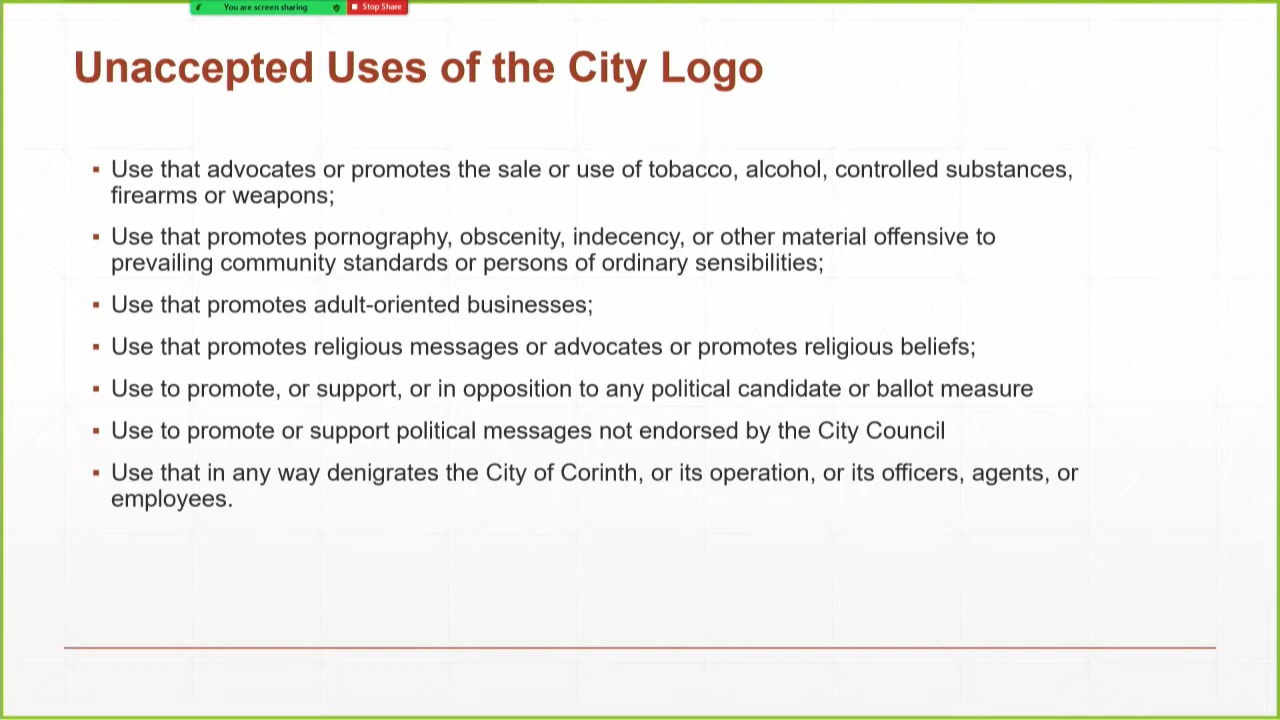 You are screen sharing
Stop Share
Unaccepted Uses of the City Logo
▪ Use that advocates or promotes the sale or use of tobacco, alcohol, controlled substances,
firearms or weapons;
▪ Use that promotes pornography, obscenity, indecency, or other material offensive to
prevailing community standards or persons of ordinary sensibilities;
▪ Use that promotes adult-oriented businesses;
▪ Use that promotes religious messages or advocates or promotes religious beliefs;
▪ Use to promote, or support, or in opposition to any political candidate or ballot measure
▪ Use to promote or support political messages not endorsed by the City Council
▪ Use that in any way denigrates the City of Corinth, or its operation, or its officers, agents, or
employees.